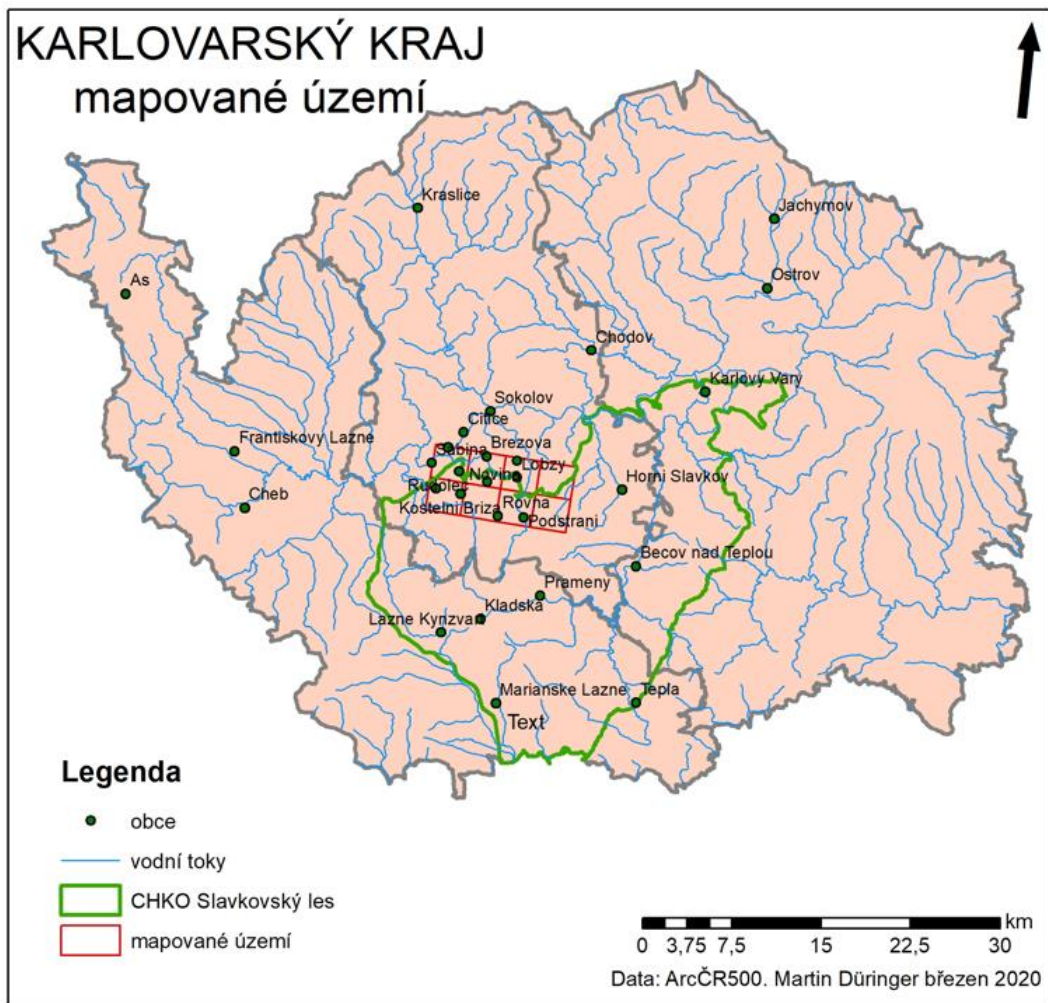 KARLOVARSKÝ KRAJ
mapované území
Kraslice
Jachymov
As
Ostrov
Chodov
Karlovy Vary
Sokolov
Citice
Frantiskovy Lazne
Sabina
Brezova
Lobzy
Novina
Horni Slavkov
Cheb
Rudolec
Kostelni Briza
Rovna
Podstrani
Becov nad Teplou
Prameny
Kladska
Lazne Kynzvart
Marianske Lazne
Tepla
Text
Legenda
obce
vodní toky
CHKO Slavkovský les
mapované území
km
0 3,75 7,5 15 22,5 30
Data: ArcČR500. Martin Düringer březen 2020